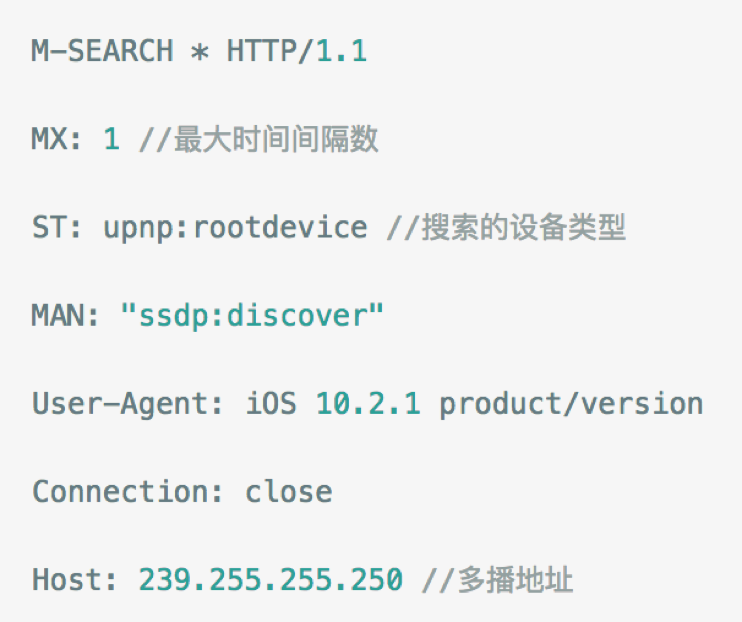 M-SEARCH * HTTP/1.1
MX: 1 //最大时间间隔数
ST: upnp:rootdevice //搜索的设备类型
MAN: "ssdp:discover"
User-Agent: iOS 10.2.1 product/version
Connection: close
Host: 239.255.255.250 //多播地址